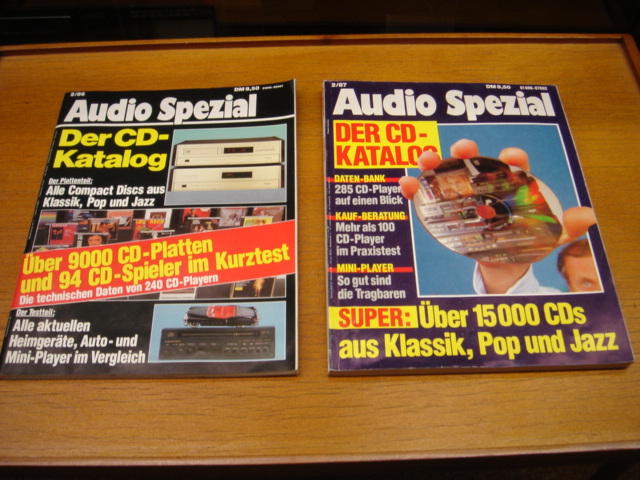 2/86
DM 8,50
Audio Spezial
Der CD-
Katalog
Der Plattenteil:
Alle Compact Discs aus
Klassik, Pop und Jazz
Über 9000 CD-Platten
und 94 CD-Spieler im Kurztest
Die technischen Daten von 240 CD-Playern
Der Testteil:
Alle aktuellen
Heimgeräte, Auto- und
Mini-Player im Vergleich
2/87
DM 9,50
Audio Spezial
DER CD-
KATALOG
DATEN-BANK
285 CD-Player
auf einen Blick
KAUF-BERATUNG
Mehr als 100
CD-Player
im Praxistest
MINI-PLAYER
So gut sind
die Tragbaren
SUPER: Über 15000 CDs
aus Klassik, Pop und Jazz